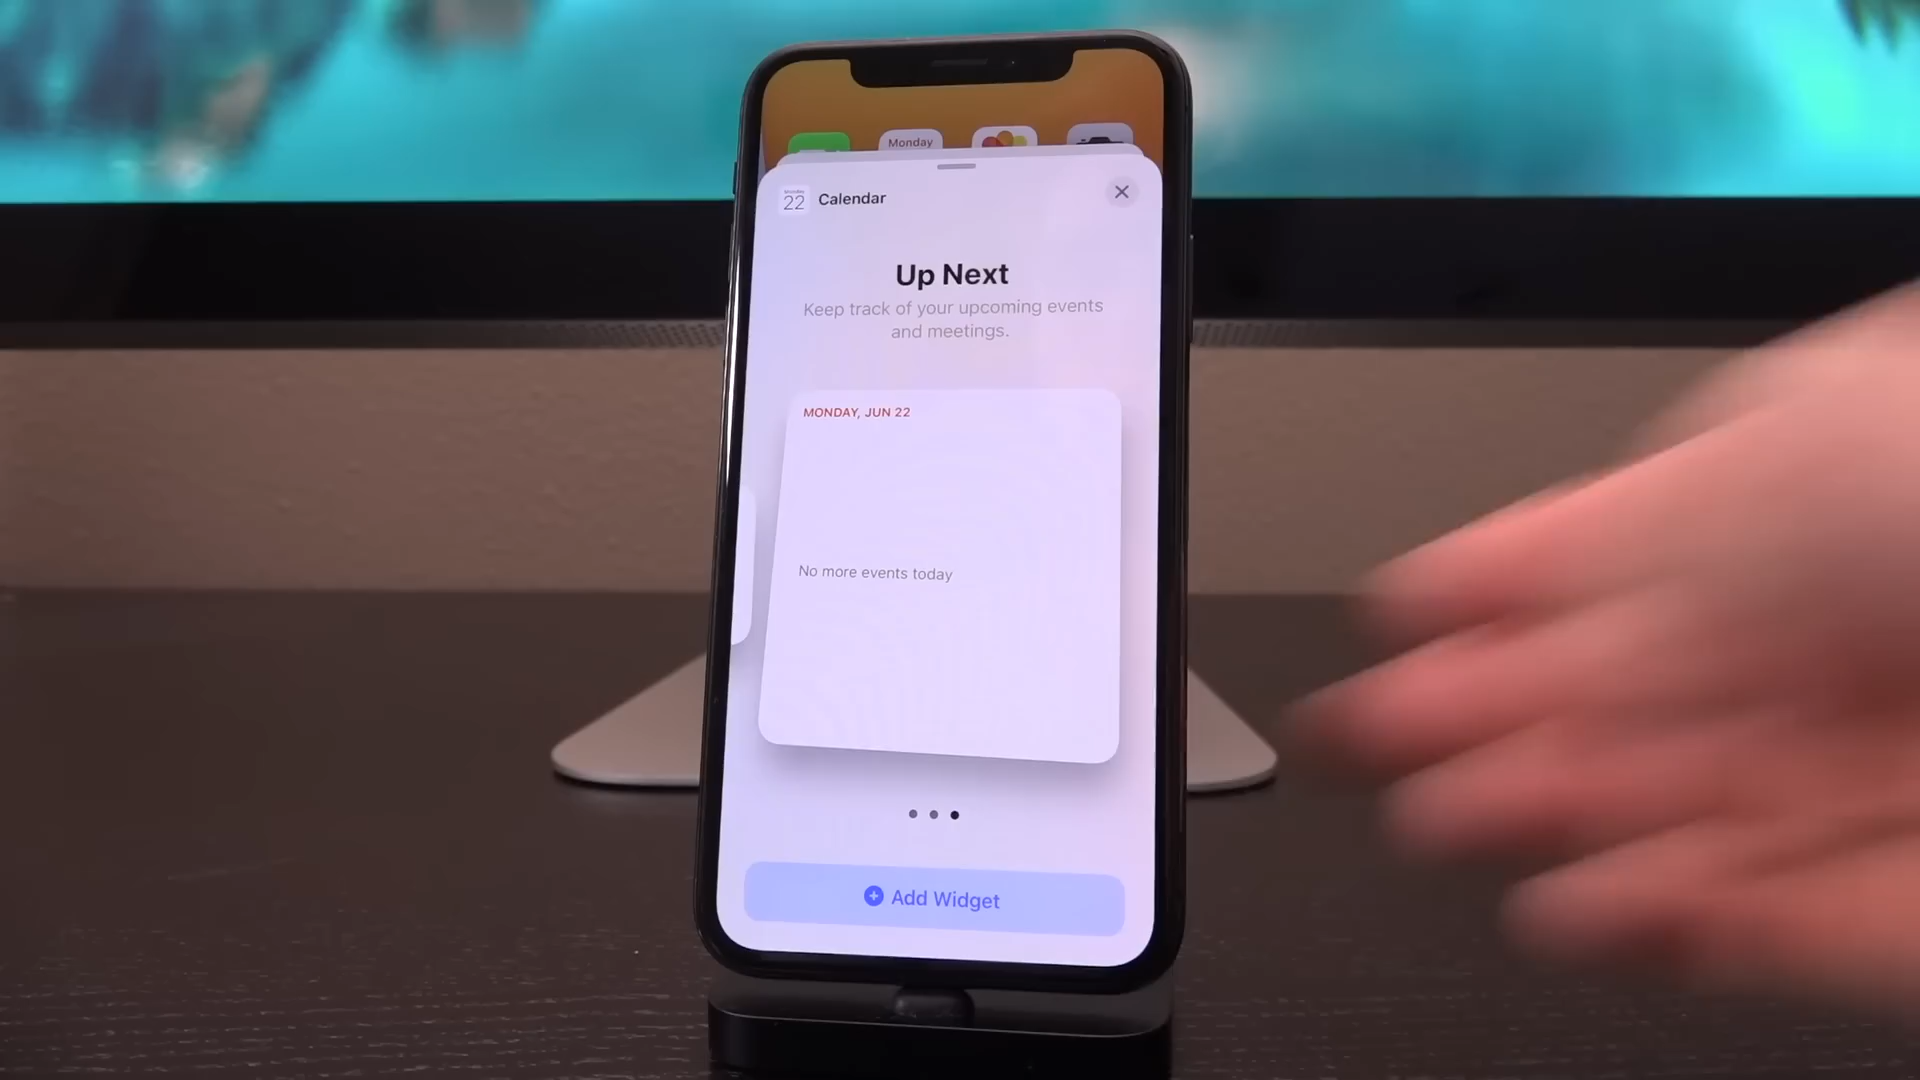 Monday
Monday
22
Calendar
Up Next
Keep track of your upcoming events
and meetings.
MONDAY, JUN 22
No more events today
Add Widget